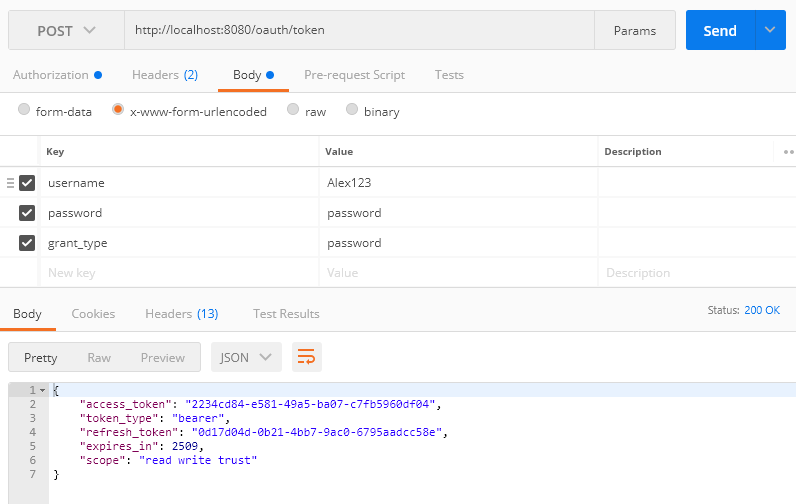 POST http://localhost:8080/oauth/token Params Send
Authorization Headers (2) Body Pre-request Script Tests
form-data x-www-form-urlencoded raw binary
Key Value Description
username Alex123
password password
grant_type password
New key Value Description
Body Cookies Headers (13) Test Results Status: 200 OK
Pretty Raw Preview JSON
1 {
2 "access_token": "2234cd84-e581-49a5-ba07-c7fb5960df04",
3 "token_type": "bearer",
4 "refresh_token": "0d17d04d-0b21-4bb7-9ac0-6795aadcc58e",
5 "expires_in": 2509,
6 "scope": "read write trust"
7 }